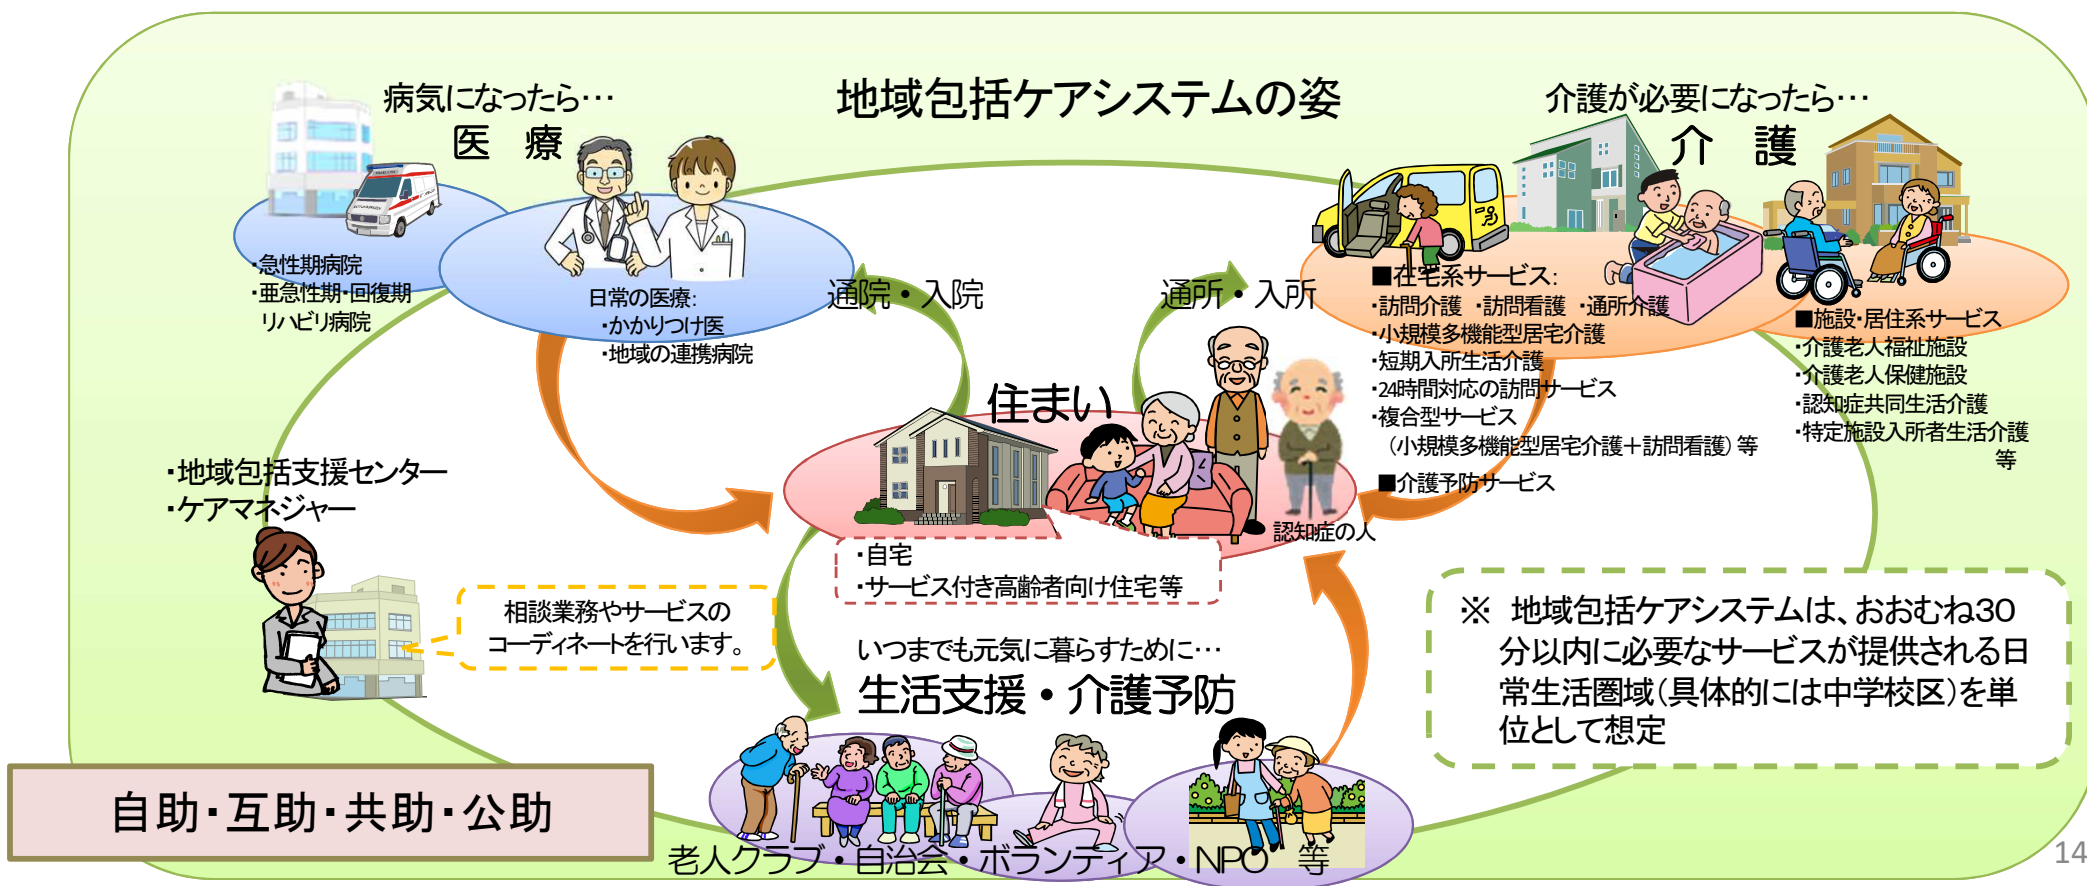 地域包括ケアシステムの姿
病気になったら…
医　療
・急性期病院
・亜急性期・回復期
リハビリ病院
日常の医療:
・かかりつけ医
・地域の連携病院
通院・入院
通所・入所
介護が必要になったら…
介　護
■在宅系サービス:
・訪問介護 ・訪問看護 ・通所介護
・小規模多機能型居宅介護
・短期入所生活介護
・24時間対応の訪問サービス
・複合型サービス
（小規模多機能型居宅介護＋訪問看護）等
■介護予防サービス
■施設・居住系サービス
・介護老人福祉施設
・介護老人保健施設
・認知症共同生活介護
・特定施設入所者生活介護
等
住まい
認知症の人
・自宅
・サービス付き高齢者向け住宅等
・地域包括支援センター
・ケアマネジャー
相談業務やサービスの
コーディネートを行います。
いつまでも元気に暮らすために…
生活支援・介護予防
老人クラブ・自治会・ボランティア・NPO 等
※ 地域包括ケアシステムは、おおむね30
分以内に必要なサービスが提供される日
常生活圏域（具体的には中学校区）を単
位として想定
自助・互助・共助・公助
14